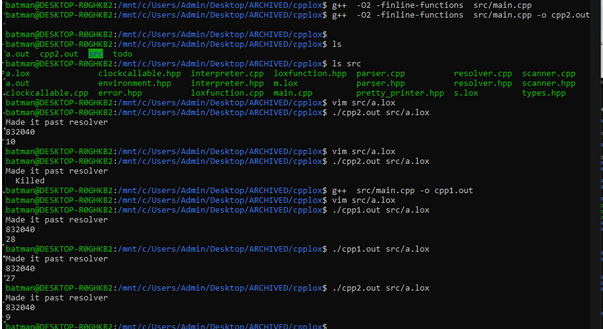 batman@DESKTOP-R0GHKB2:/mnt/c/Users/Admin/Desktop/ARCHIVED/cpplox$ g++  -O2 -finline-functions  src/main.cpp
batman@DESKTOP-R0GHKB2:/mnt/c/Users/Admin/Desktop/ARCHIVED/cpplox$ g++  -O2 -finline-functions  src/main.cpp -o cpp2.out
batman@DESKTOP-R0GHKB2:/mnt/c/Users/Admin/Desktop/ARCHIVED/cpplox$
batman@DESKTOP-R0GHKB2:/mnt/c/Users/Admin/Desktop/ARCHIVED/cpplox$ ls
a.out  cpp2.out  src  todo
batman@DESKTOP-R0GHKB2:/mnt/c/Users/Admin/Desktop/ARCHIVED/cpplox$ ls src
a.lox  clockcallable.hpp  interpreter.cpp  loxfunction.hpp  parser.cpp  resolver.cpp  scanner.cpp
a.out  environment.hpp  interpreter.hpp  m.lox  parser.hpp  resolver.hpp  scanner.hpp
clockcallable.cpp  error.hpp  loxfunction.cpp  main.cpp  pretty_printer.hpp  s.lox  types.hpp
batman@DESKTOP-R0GHKB2:/mnt/c/Users/Admin/Desktop/ARCHIVED/cpplox$ vim src/a.lox
batman@DESKTOP-R0GHKB2:/mnt/c/Users/Admin/Desktop/ARCHIVED/cpplox$ ./cpp2.out src/a.lox
Made it past resolver
832040
10
batman@DESKTOP-R0GHKB2:/mnt/c/Users/Admin/Desktop/ARCHIVED/cpplox$ vim src/a.lox
batman@DESKTOP-R0GHKB2:/mnt/c/Users/Admin/Desktop/ARCHIVED/cpplox$ ./cpp2.out src/a.lox
Made it past resolver
Killed
batman@DESKTOP-R0GHKB2:/mnt/c/Users/Admin/Desktop/ARCHIVED/cpplox$ g++  src/main.cpp -o cpp1.out
batman@DESKTOP-R0GHKB2:/mnt/c/Users/Admin/Desktop/ARCHIVED/cpplox$ vim src/a.lox
batman@DESKTOP-R0GHKB2:/mnt/c/Users/Admin/Desktop/ARCHIVED/cpplox$ ./cpp1.out src/a.lox
Made it past resolver
832040
28
batman@DESKTOP-R0GHKB2:/mnt/c/Users/Admin/Desktop/ARCHIVED/cpplox$ ./cpp1.out src/a.lox
Made it past resolver
832040
27
batman@DESKTOP-R0GHKB2:/mnt/c/Users/Admin/Desktop/ARCHIVED/cpplox$ ./cpp2.out src/a.lox
Made it past resolver
832040
9
batman@DESKTOP-R0GHKB2:/mnt/c/Users/Admin/Desktop/ARCHIVED/cpplox$